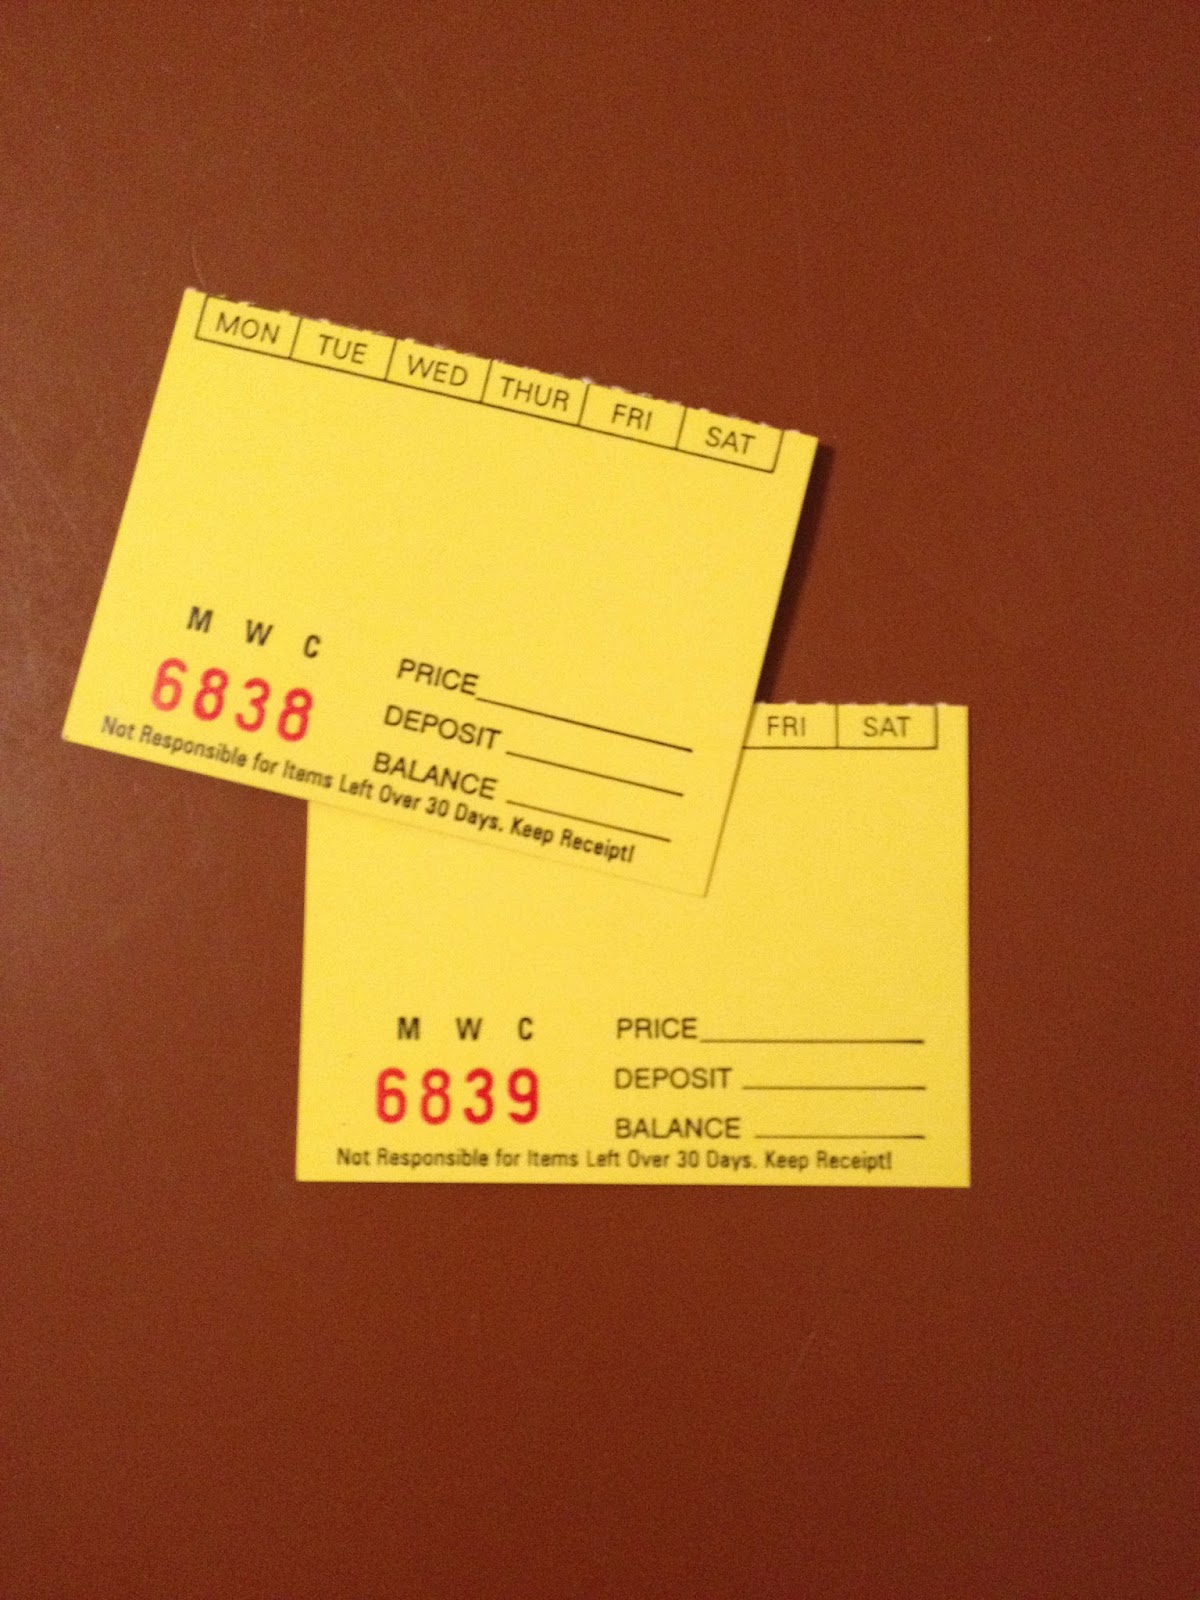 MON TUE WED THUR FRI SAT
M W C
6838
PRICE
DEPOSIT
BALANCE
Not Responsible for Items Left Over 30 Days. Keep Receipt!
FRI SAT
M W C
6839
PRICE
DEPOSIT
BALANCE
Not Responsible for Items Left Over 30 Days. Keep Receipt!